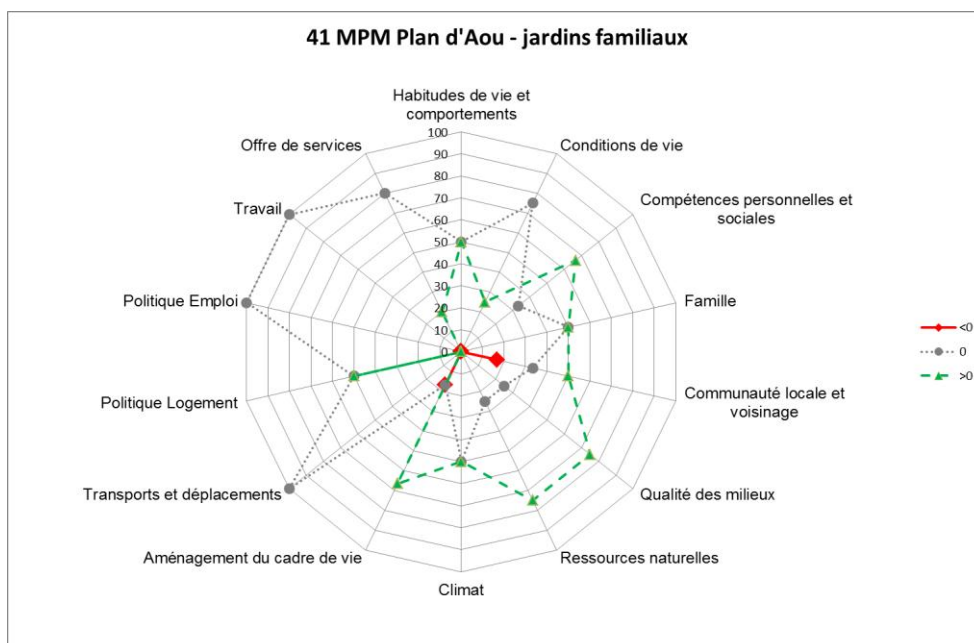 41 MPM Plan d'Aou - jardins familiaux
Habitudes de vie et
comportements
Offre de services
Conditions de vie
Travail
Compétences personnelles et
sociales
Politique Emploi
Famille
Politique Logement
Communauté locale et
voisinage
Transports et déplacements
Qualité des milieux
Aménagement du cadre de vie
Ressources naturelles
Climat
100
90
80
70
60
50
40
30
20
10
0
<0
0
>0